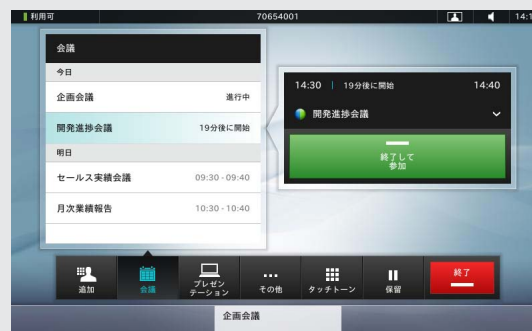 利用可
70654001
14:1
会議
今日
企画会議 進行中
開発進捗会議 19分後に開始
明日
セールス実績会議 09:30 - 09:40
月次業績報告 10:30 - 10:40
14:30 | 19分後に開始 14:40
開発進捗会議
終了して
参加
追加
会議
プレゼン
テーション
その他
タッチトーン
保留
終了
企画会議